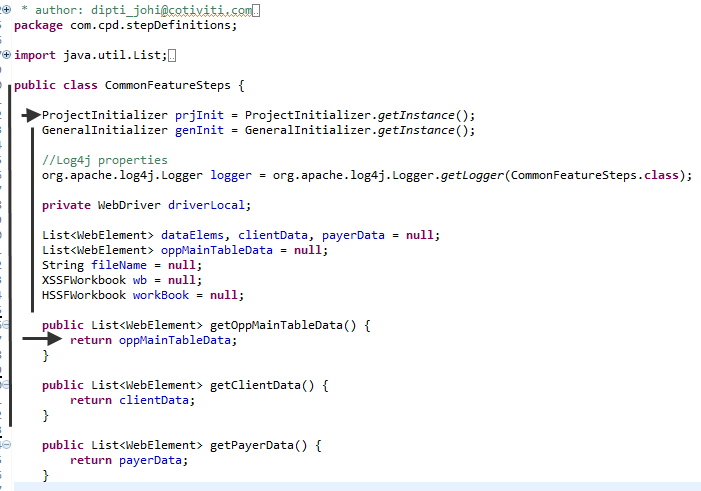 * author: dipti_johi@cotiviti.com
package com.cpd.stepDefinitions;
import java.util.List;
public class CommonFeatureSteps {
ProjectInitializer prjInit = ProjectInitializer.getInstance();
GeneralInitializer genInit = GeneralInitializer.getInstance();
//Log4j properties
org.apache.log4j.Logger logger = org.apache.log4j.Logger.getLogger(CommonFeatureSteps.class);
private WebDriver driverLocal;
List<WebElement> dataElems, clientData, payerData = null;
List<WebElement> oppMainTableData = null;
String fileName = null;
XSSFWorkbook wb = null;
HSSFWorkbook workBook = null;
public List<WebElement> getOppMainTableData() {
return oppMainTableData;
}
public List<WebElement> getClientData() {
return clientData;
}
public List<WebElement> getPayerData() {
return payerData;
}